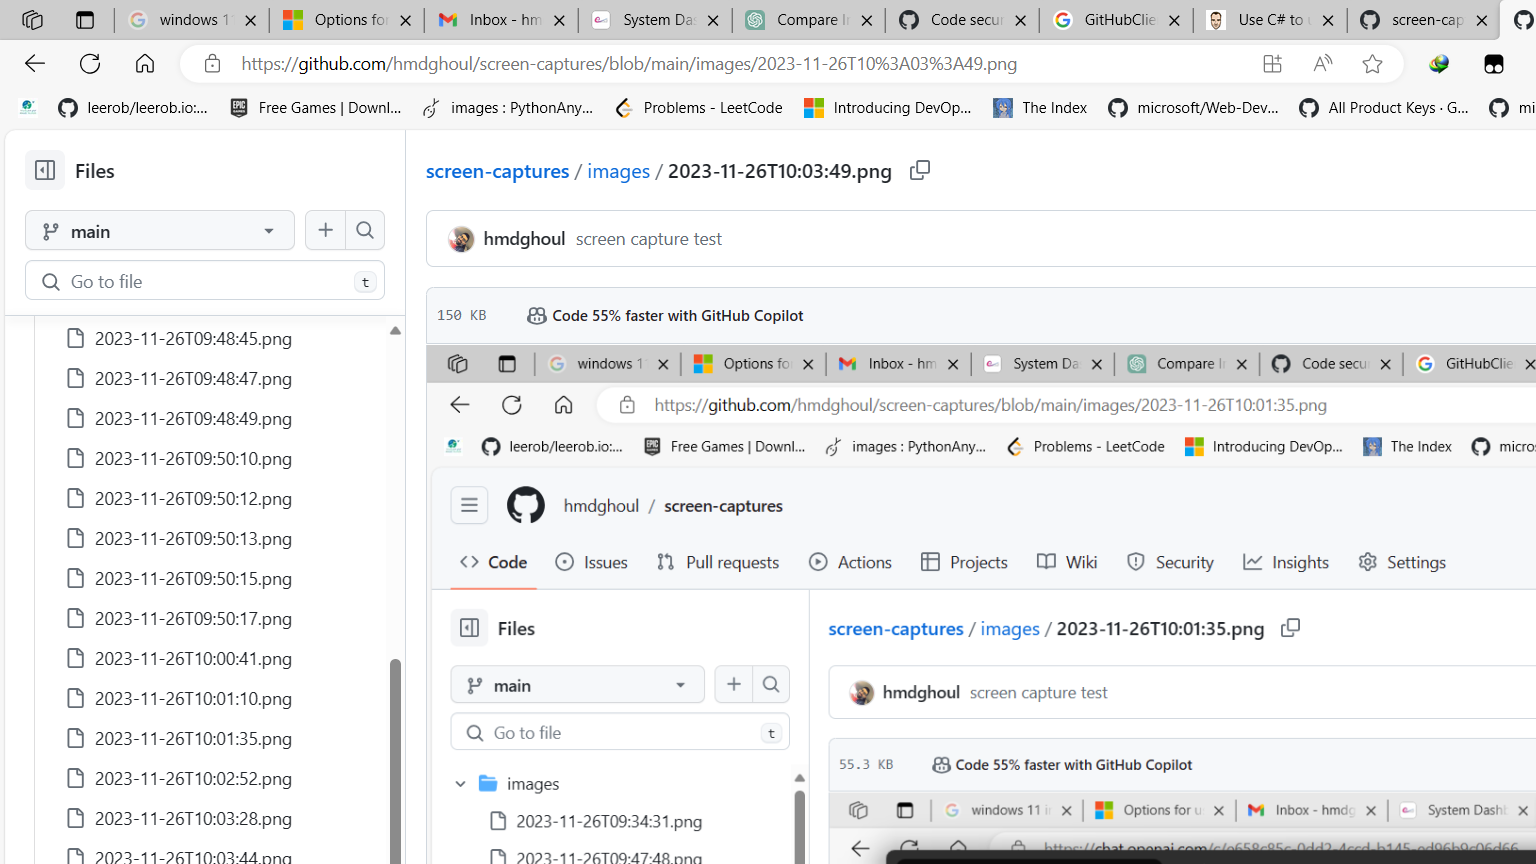 windows 1
Options fo
Inbox - hm
System Da
Compare I
Code secur
GitHubClie
Use C# to
screen-cap
https://github.com/hmdghoul/screen-captures/blob/main/images/2023-11-26T10%3A03%3A49.png
leerob/leerob.io:...
EPIC GAMES
Free Games | Downl...
images : PythonAny...
Problems - LeetCode
Introducing DevOp...
The Index
microsoft/Web-Dev...
All Product Keys · G...
mi
Files
main
Go to file
t
2023-11-26T09:48:45.png
2023-11-26T09:48:47.png
2023-11-26T09:48:49.png
2023-11-26T09:50:10.png
2023-11-26T09:50:12.png
2023-11-26T09:50:13.png
2023-11-26T09:50:15.png
2023-11-26T09:50:17.png
2023-11-26T10:00:41.png
2023-11-26T10:01:10.png
2023-11-26T10:01:35.png
2023-11-26T10:02:52.png
2023-11-26T10:03:28.png
2023-11-26T10:03:44.png
screen-captures / images / 2023-11-26T10:03:49.png
hmdghoul screen capture test
150 KB
Code 55% faster with GitHub Copilot
windows 1
Options fo
Inbox - hm
System Da
Compare I
Code secur
GitHubClie
https://github.com/hmdghoul/screen-captures/blob/main/images/2023-11-26T10:01:35.png
leerob/leerob.io:...
EPIC GAMES
Free Games | Downl...
images : PythonAny...
Problems - LeetCode
Introducing DevOp...
The Index
micros
hmdghoul / screen-captures
Code
Issues
Pull requests
Actions
Projects
Wiki
Security
Insights
Settings
Files
main
Go to file
t
images
2023-11-26T09:34:31.png
2023-11-26T09:47:48.png
screen-captures / images / 2023-11-26T10:01:35.png
hmdghoul screen capture test
55.3 KB
Code 55% faster with GitHub Copilot
windows 11 i
Options for u
Inbox - hmdg
System Dashb